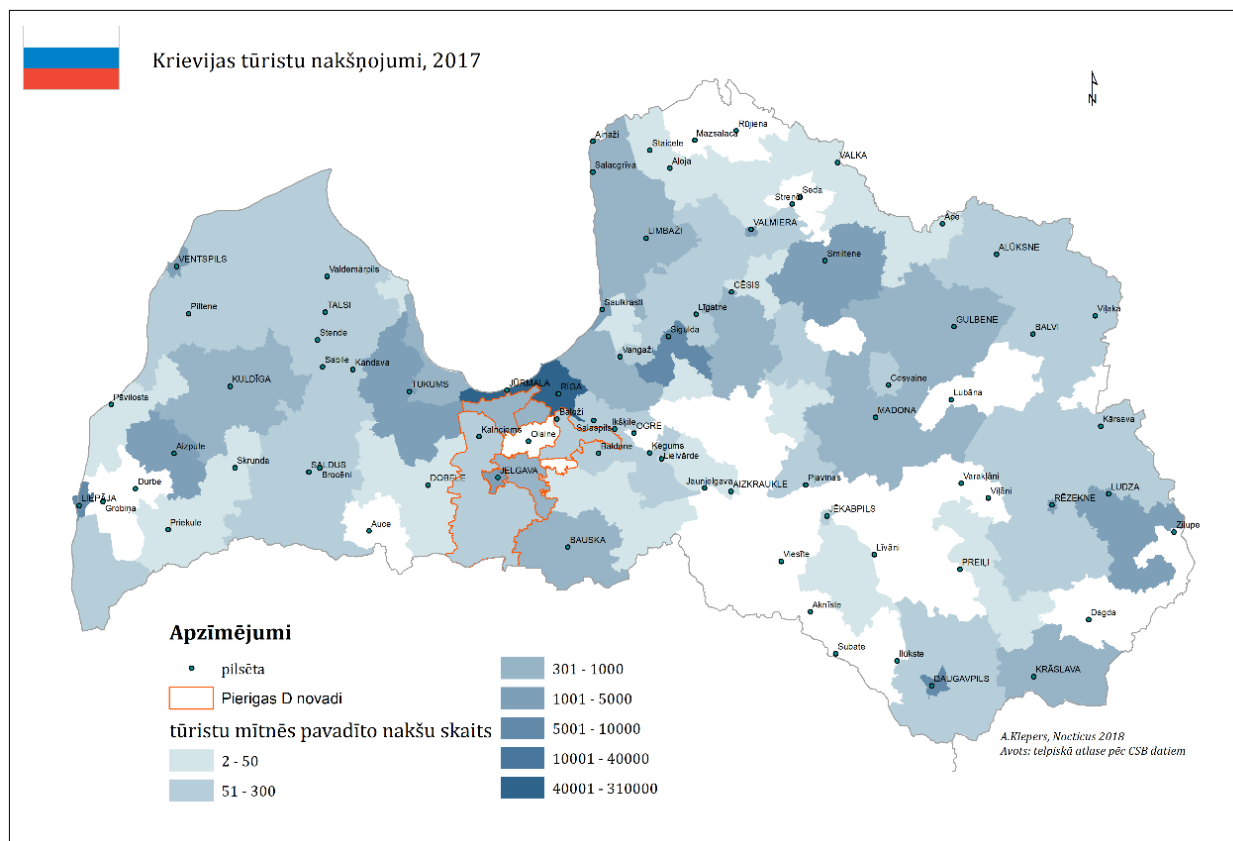 Krievijas tūristu nakšņojumi, 2017
N
Ainaži
Staicele
Mazsalaca
Rūjiena
Salacgrīva
Aloja
VALKA
Seda
Strenči
VALMIERA
Ape
LIMBAŽI
ALŪKSNE
Smiltene
VENTSPILS
Valdemārpils
CĒSIS
Piltene
TALSI
Saulkrasti
Līgatne
Viļaka
GULBENE
BALVI
Stende
Sigulda
Vangaži
Sabile
Kandava
KULDĪGA
TUKUMS
JŪRMALA
RĪGA
Cesvaine
Lubāna
Pāvilosta
MADONA
Baloži
Salaspils
Ikšķile
OGRE
Kārsava
Kalnciems
Olaine
Aizpute
Baldone
Ķegums
Lielvārde
Skrunda
SALDUS
Brocēni
JELGAVA
DOBELE
Jaunjelgava
AIZKRAUKLE
Pļaviņas
Varakļāni
Viļāni
LUDZA
RĒZEKNE
Durbe
LIEPĀJA
Grobiņa
Priekule
Auce
JĒKABPILS
Zilupe
BAUSKA
Viesīte
Līvāni
PREIĻI
Aknīste
Dagda
Subate
Ilūkste
DAUGAVPILS
KRĀSLAVA
Apzīmējumi
pilsēta
Pierigas D novadi
tūristu mītnēs pavadīto nakšu skaits
2 - 50
51 - 300
301 - 1000
1001 - 5000
5001 - 10000
10001 - 40000
40001 - 310000
A.Klepers, Nocticus 2018
Avots: telpiskā atlase pēc CSB datiem